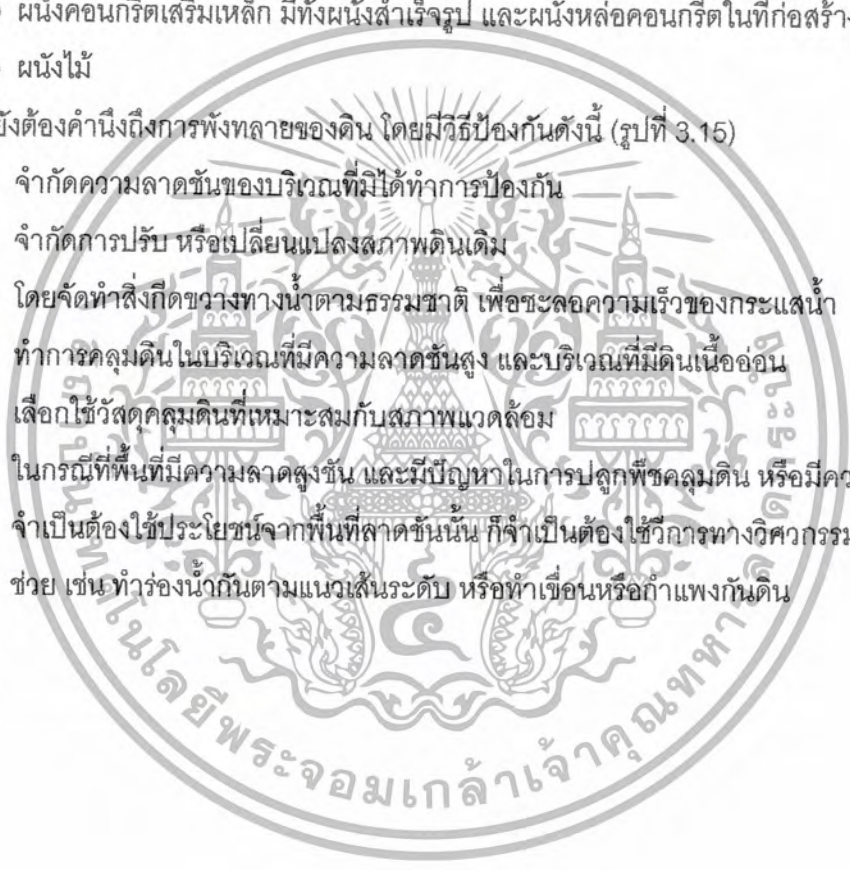 ผนังคอนกรีตเสริมเหล็ก มีทั้งผนังสำเร็จรูป และผนังหล่อคอนกรีตในที่ก่อสร้าง
ผนังไม้
ยังต้องคำนึงถึงการพังทลายของดิน โดยมีวิธีป้องกันดังนี้ (รูปที่ 3.15)
จำกัดความลาดชันของบริเวณที่มิได้ทำการป้องกัน
จำกัดการปรับ หรือเปลี่ยนแปลงสภาพดินเดิม
โดยจัดทำสิ่งกีดขวางทางน้ำตามธรรมชาติ เพื่อชะลอความเร็วของกระแสน้ำ
ทำการคลุมดินในบริเวณที่มีความลาดชันสูง และบริเวณที่มีดินเนื้ออ่อน
เลือกใช้วัสดุคลุมดินที่เหมาะสมกับสภาพแวดล้อม
ในกรณีที่พื้นที่มีความลาดสูงชัน และมีปัญหาในการปลูกพืชคลุมดิน หรือมีคว
จำเป็นต้องใช้ประโยชน์จากพื้นที่ลาดชันนั้น ก็จำเป็นต้องใช้วีการทางวิศวกรรม
ช่วย เช่น ทำร่องน้ำกันตามแนวเส้นระดับ หรือทำเขื่อนหรือกำแพงกันดิน
๔
พระจอมเกล้าเจ้าคุณทหารลาดกระบัง